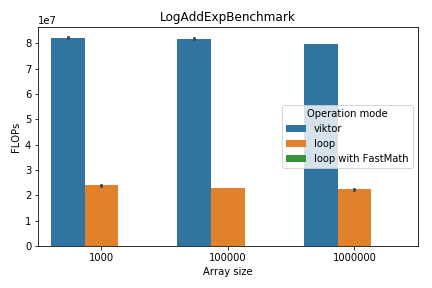 LogAddExpBenchmark
1e7
8
7
6
5
4
3
2
1
0
FLOPs
Operation mode
viktor
loop
loop with FastMath
1000
100000
1000000
Array size